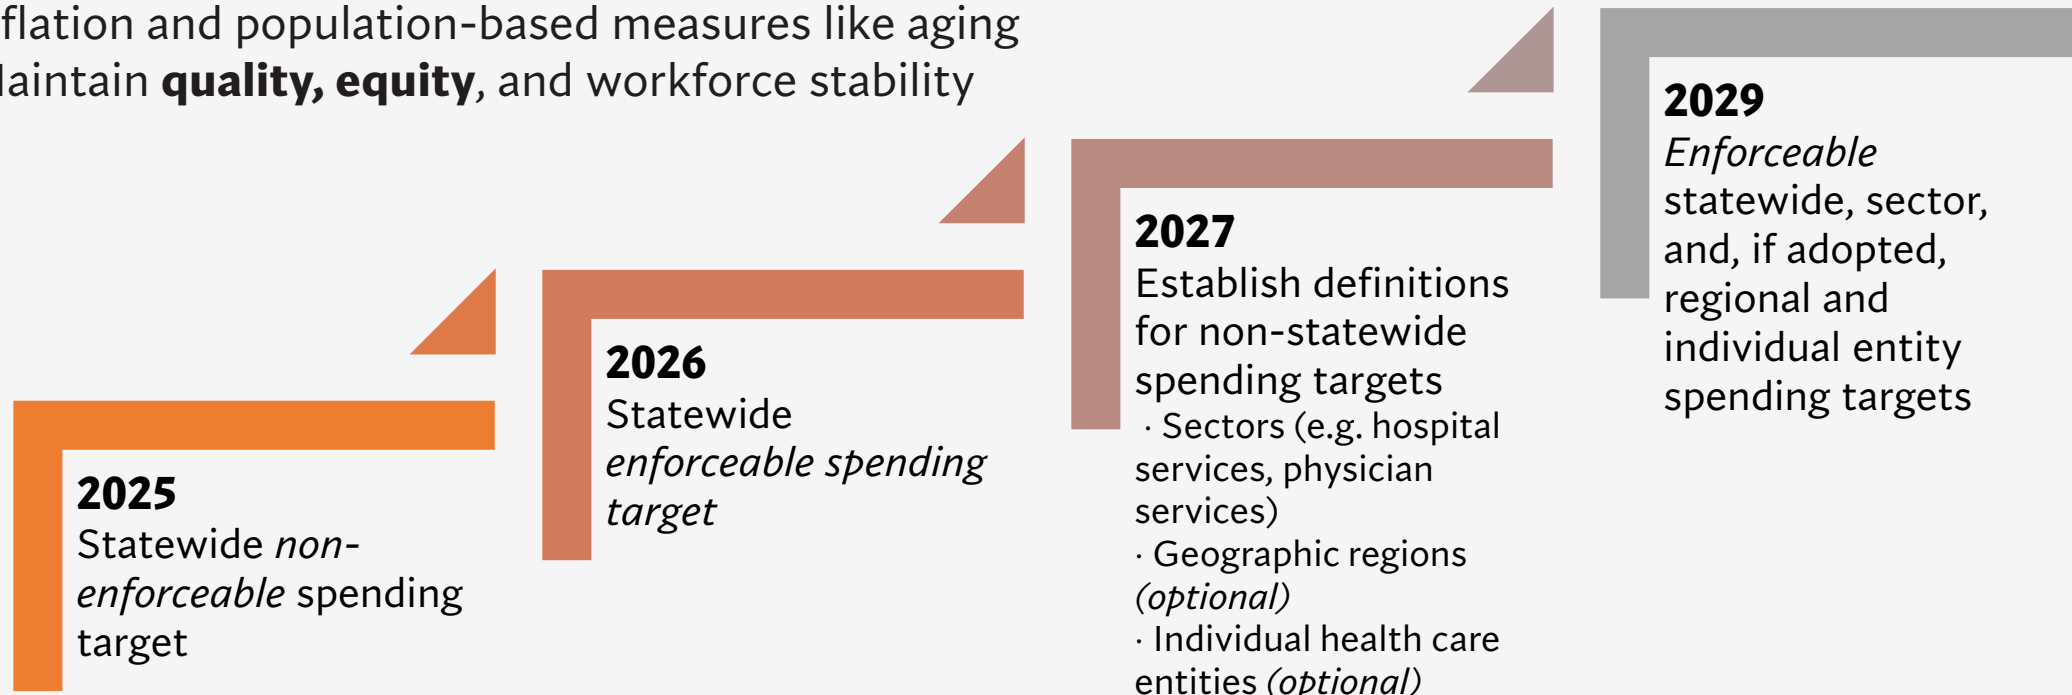 flation and population-based measures like aging
aintain quality, equity, and workforce stability
2025
Statewide non-
enforceable spending
target
2026
Statewide
enforceable spending
target
2027
Establish definitions
for non-statewide
spending targets
· Sectors (e.g. hospital
services, physician
services)
· Geographic regions
(optional)
· Individual health care
entities (optional)
2029
Enforceable
statewide, sector,
and, if adopted,
regional and
individual entity
spending targets